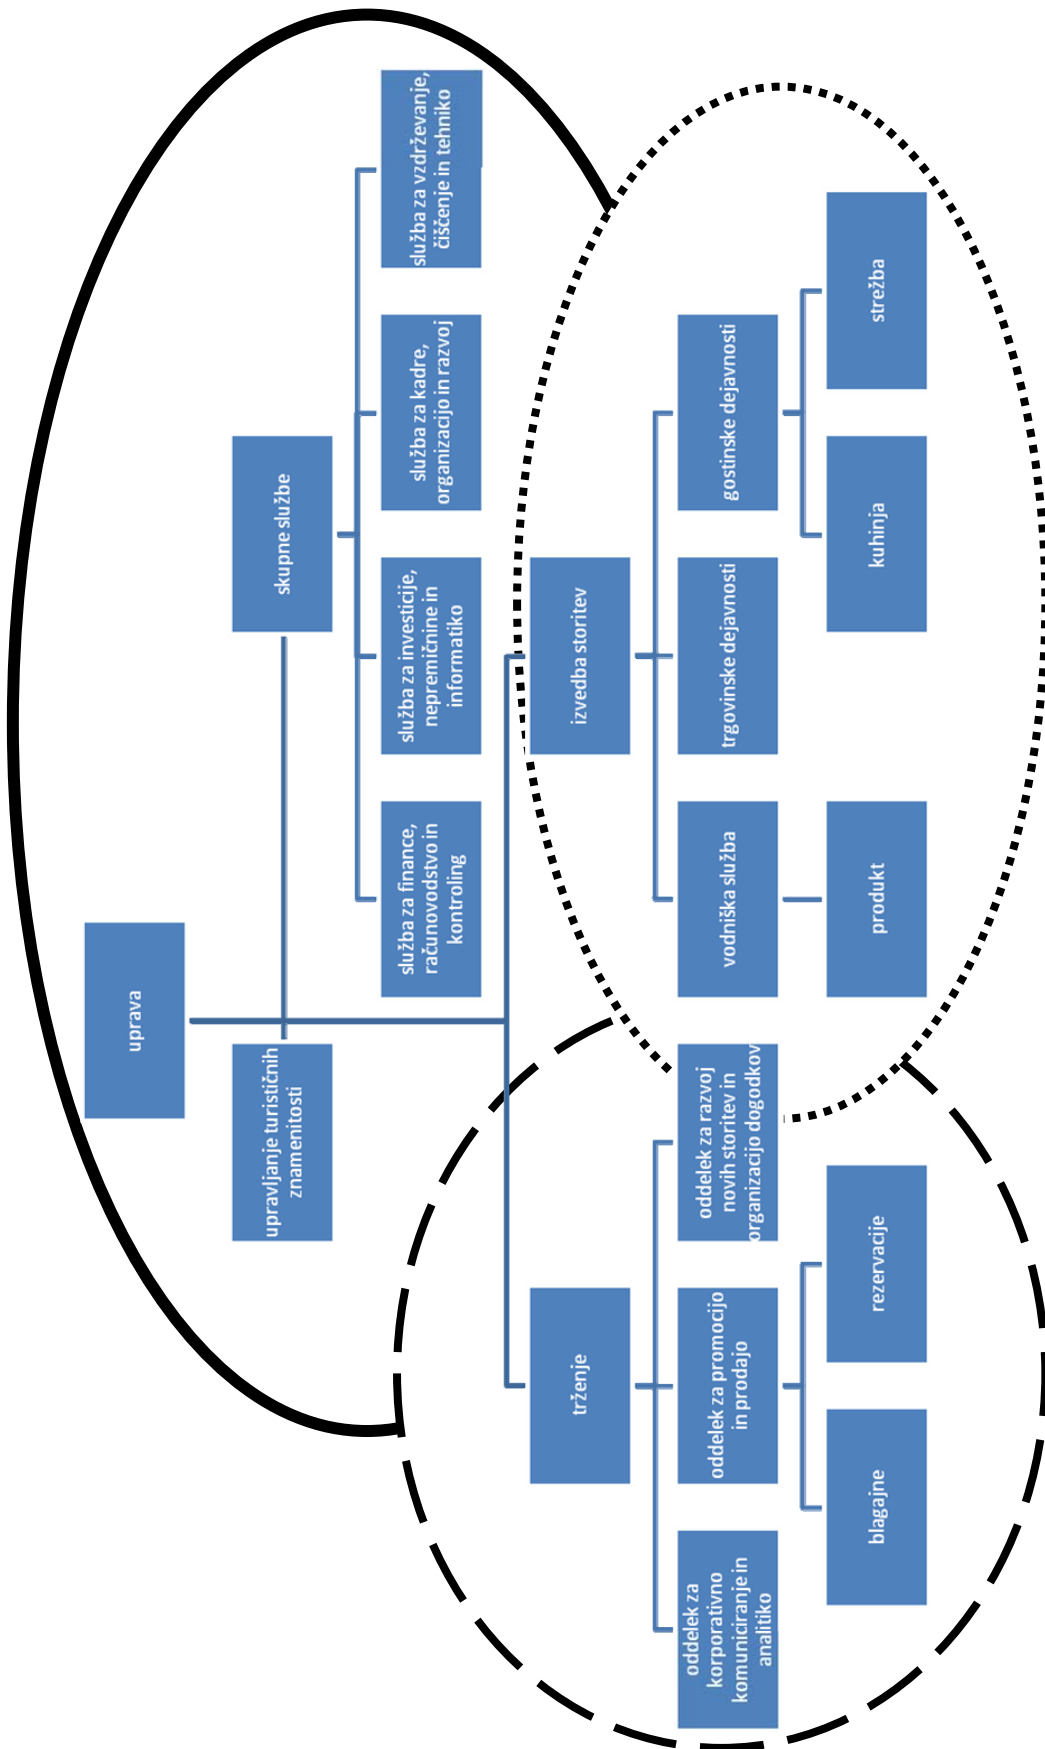 uprava
upravljanje turističnih
znamenitosti
skupne službe
služba za finance,
računovodstvo in
kontroling
služba za investicije,
nepremičnine in
informatiko
služba za kadre,
organizacijo in razvoj
služba za vzdrževanje,
čiščenje in tehniko
trženje
izvedba storitev
oddelek za
korporativno
komuniciranje in
analitiko
oddelek za promocijo
in prodajo
oddelek za razvoj
novih storitev in
organizacijo dogodkov
vodniška služba
trgovinske dejavnosti
gostinske dejavnosti
blagajne
rezervacije
produkt
kuhinja
strežba